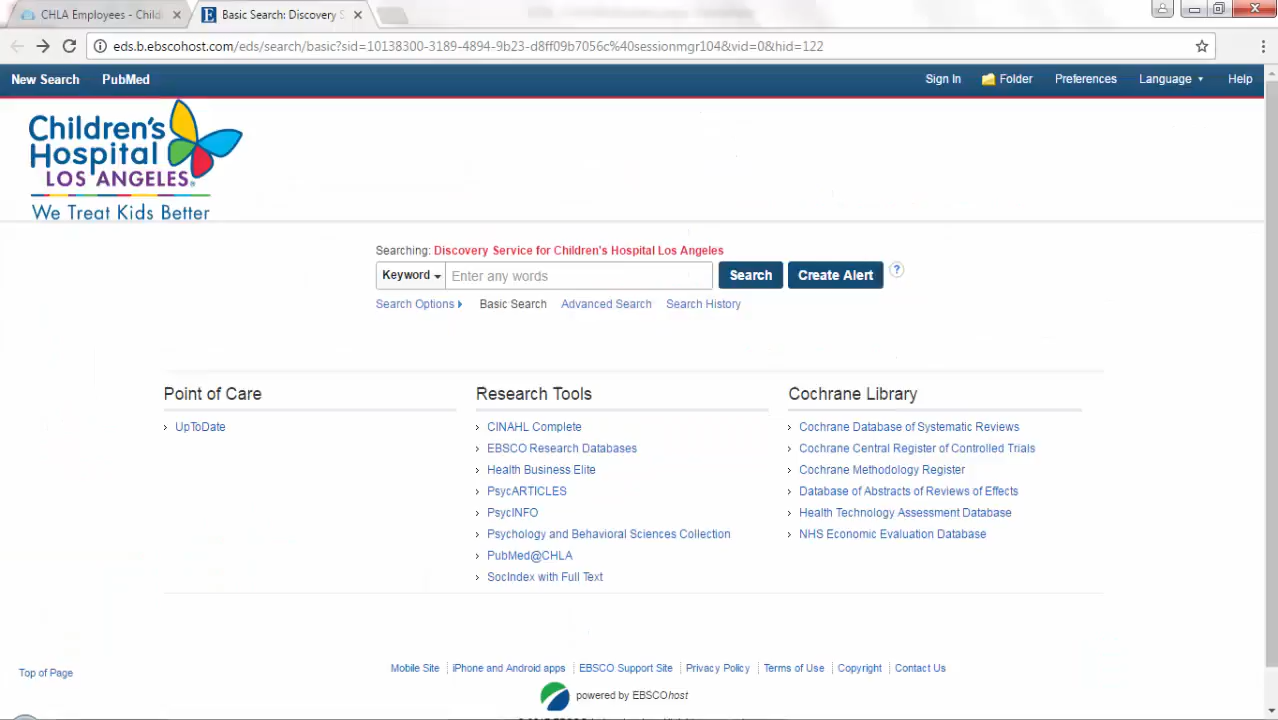 CHLA Employees - Child
Basic Search: Discovery S
eds.b.ebscohost.com/eds/search/basic?sid=10138300-3189-4894-9b23-d8ff09b7056c%40sessionmgr104&vid=0&hid=122
New Search PubMed Sign In Folder Preferences Language Help
Children's
Hospital
LOS ANGELES®
We Treat Kids Better
Searching: Discovery Service for Children's Hospital Los Angeles
Keyword Enter any words Search Create Alert ?
Search Options Basic Search Advanced Search Search History
Point of Care
UpToDate
Research Tools
CINAHL Complete
EBSCO Research Databases
Health Business Elite
PsycARTICLES
PsycINFO
Psychology and Behavioral Sciences Collection
PubMed@CHLA
SocIndex with Full Text
Cochrane Library
Cochrane Database of Systematic Reviews
Cochrane Central Register of Controlled Trials
Cochrane Methodology Register
Database of Abstracts of Reviews of Effects
Health Technology Assessment Database
NHS Economic Evaluation Database
Top of Page
Mobile Site iPhone and Android apps EBSCO Support Site Privacy Policy Terms of Use Copyright Contact Us
powered by EBSCOhost